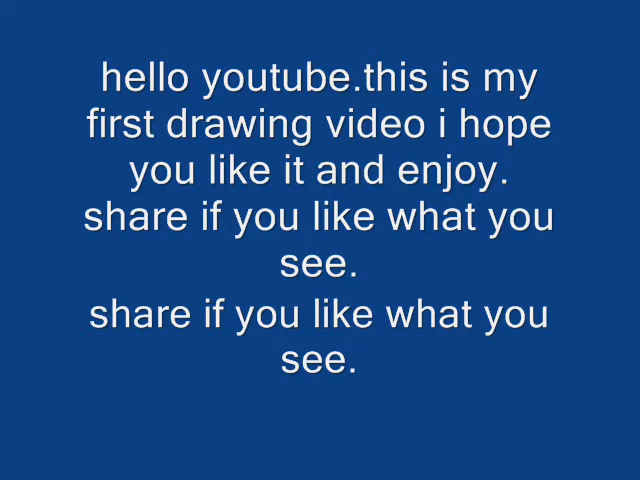 hello youtube.this is my
first drawing video i hope
you like it and enjoy.
share if you like what you
see.
share if you like what you
see.